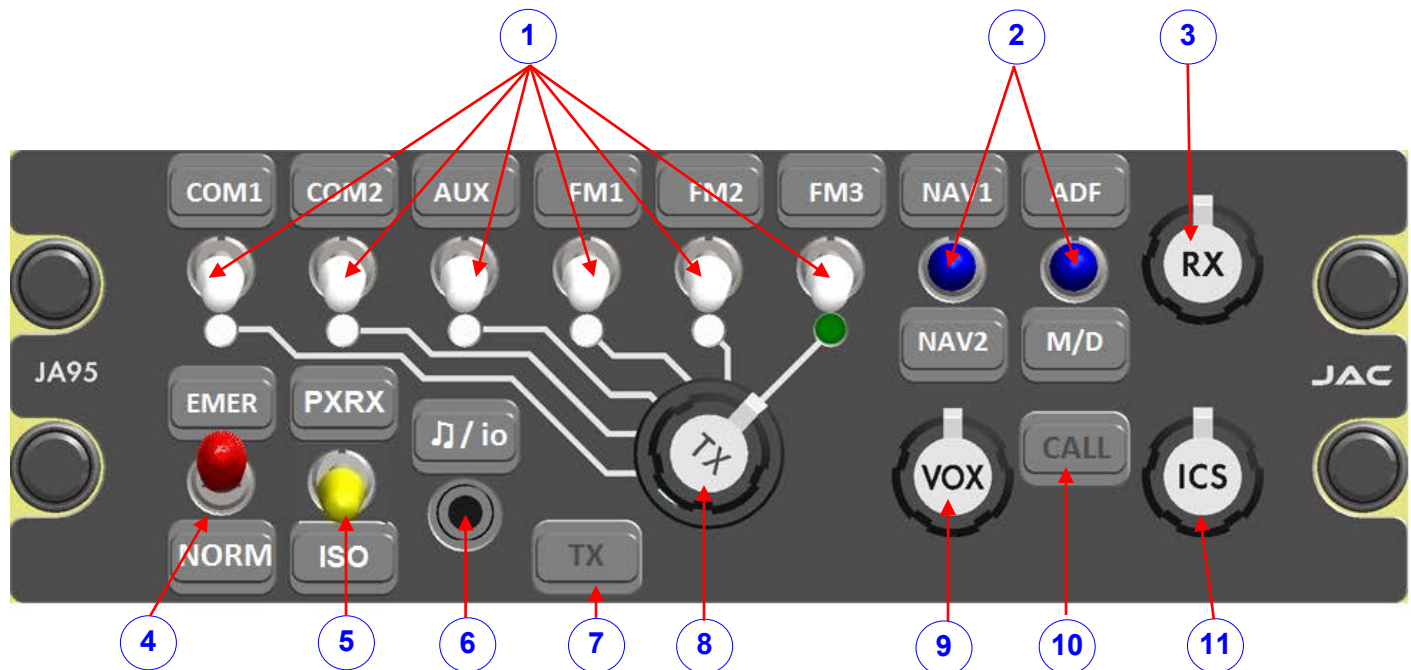 1 2 3
COM1 COM2 AUX FM1 FM2 FM3 NAV1 ADF
RX
NAV2 M/D
JA95
JAC
EMER PXRX
♫/io
TX
VOX CALL ICS
NORM ISO TX
4 5 6 7 8 9 10 11